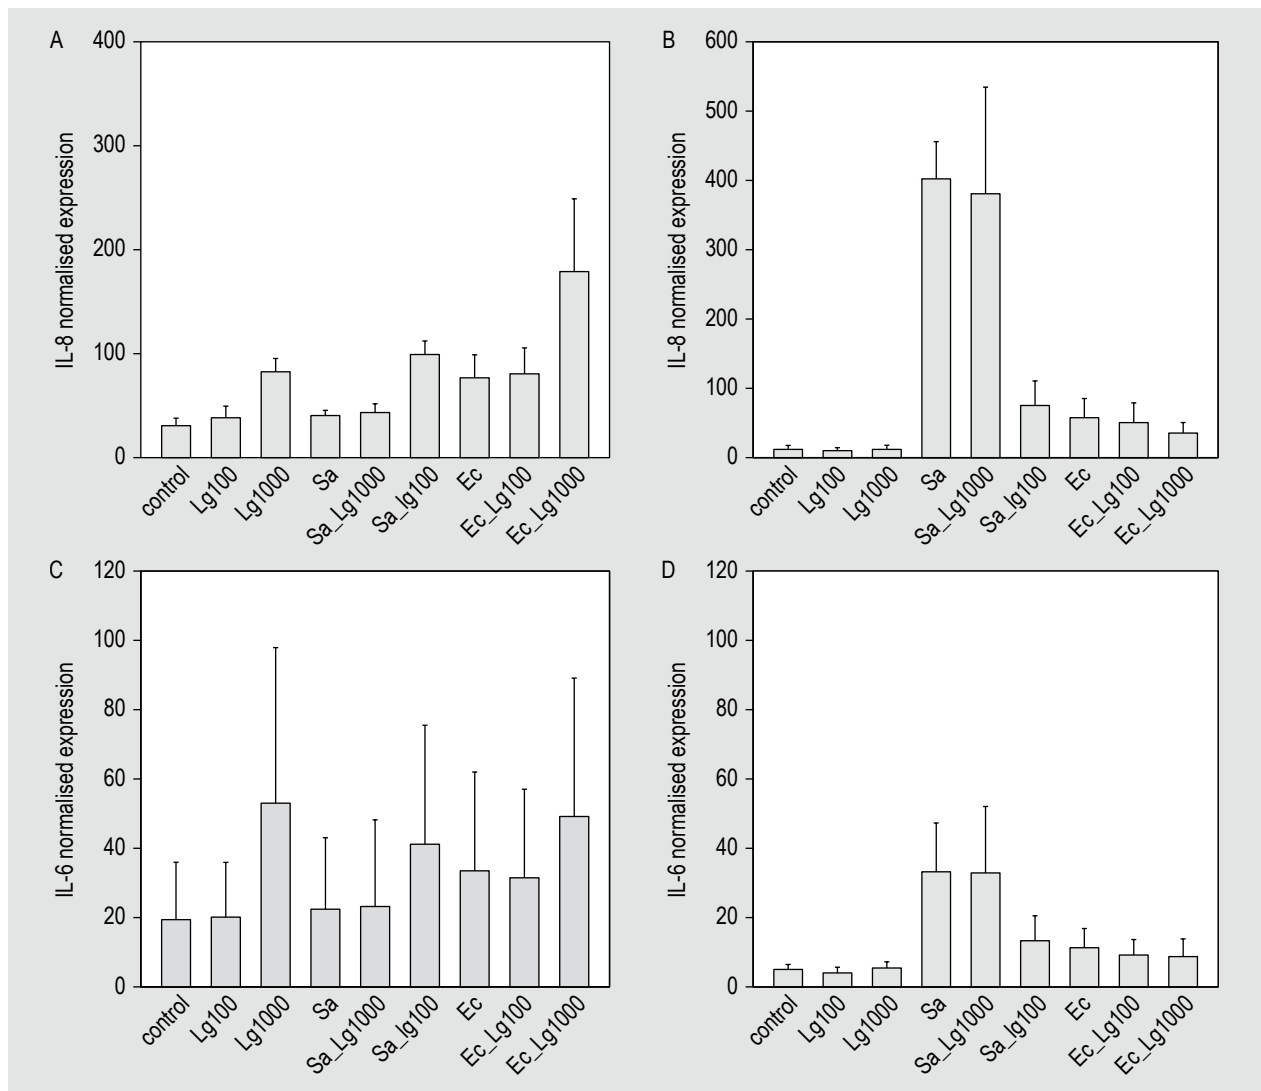 A
IL-8 normalised expression
400
300
200
100
0
control
Lg100
Lg1000
Sa
Sa_Lg1000
Sa_lg100
Ec
Ec_Lg100
Ec_Lg1000
B
IL-8 normalised expression
600
500
400
300
200
100
0
control
Lg100
Lg1000
Sa
Sa_Lg1000
Sa_lg100
Ec
Ec_Lg100
Ec_Lg1000
C
IL-6 normalised expression
120
100
80
60
40
20
0
control
Lg100
Lg1000
Sa
Sa_Lg1000
Sa_lg100
Ec
Ec_Lg100
Ec_Lg1000
D
IL-6 normalised expression
120
100
80
60
40
20
0
control
Lg100
Lg1000
Sa
Sa_Lg1000
Sa_lg100
Ec
Ec_Lg100
Ec_Lg1000